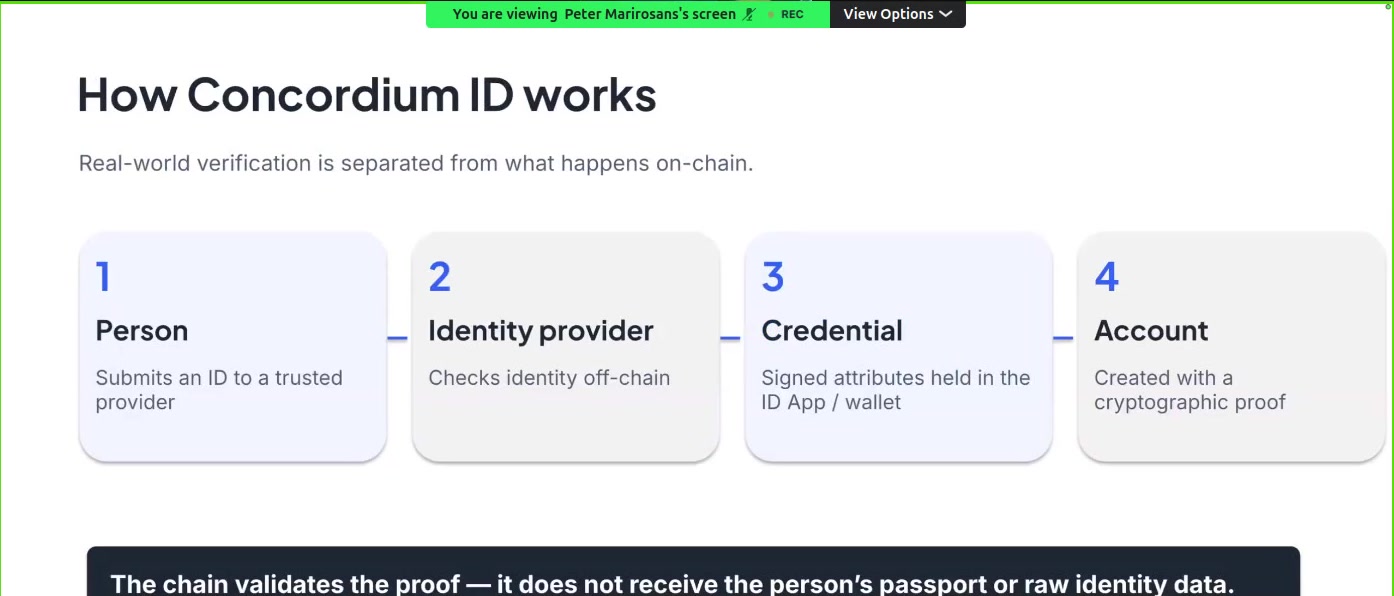 You are viewing Peter Marirosans's screen REC View Options
How Concordium ID works
Real-world verification is separated from what happens on-chain.
1
Person
Submits an ID to a trusted
provider
2
Identity provider
Checks identity off-chain
3
Credential
Signed attributes held in the
ID App / wallet
4
Account
Created with a
cryptographic proof
The chain validates the proof — it does not receive the person’s passport or raw identity data.